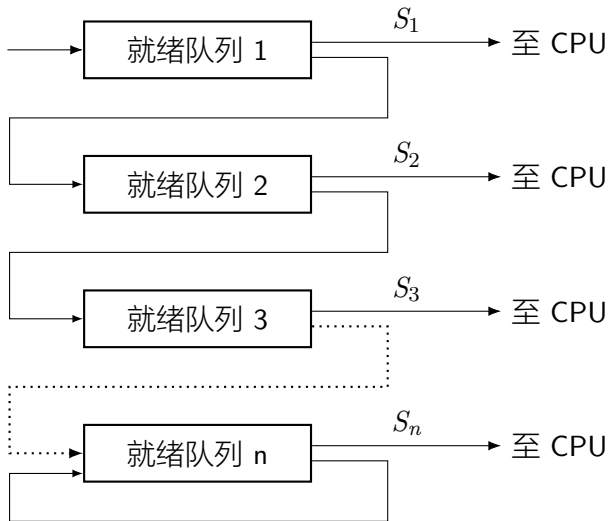 S₁
就绪队列 1 至 CPU
S₂
就绪队列 2 至 CPU
S₃
就绪队列 3 至 CPU
Sₙ
就绪队列 n 至 CPU